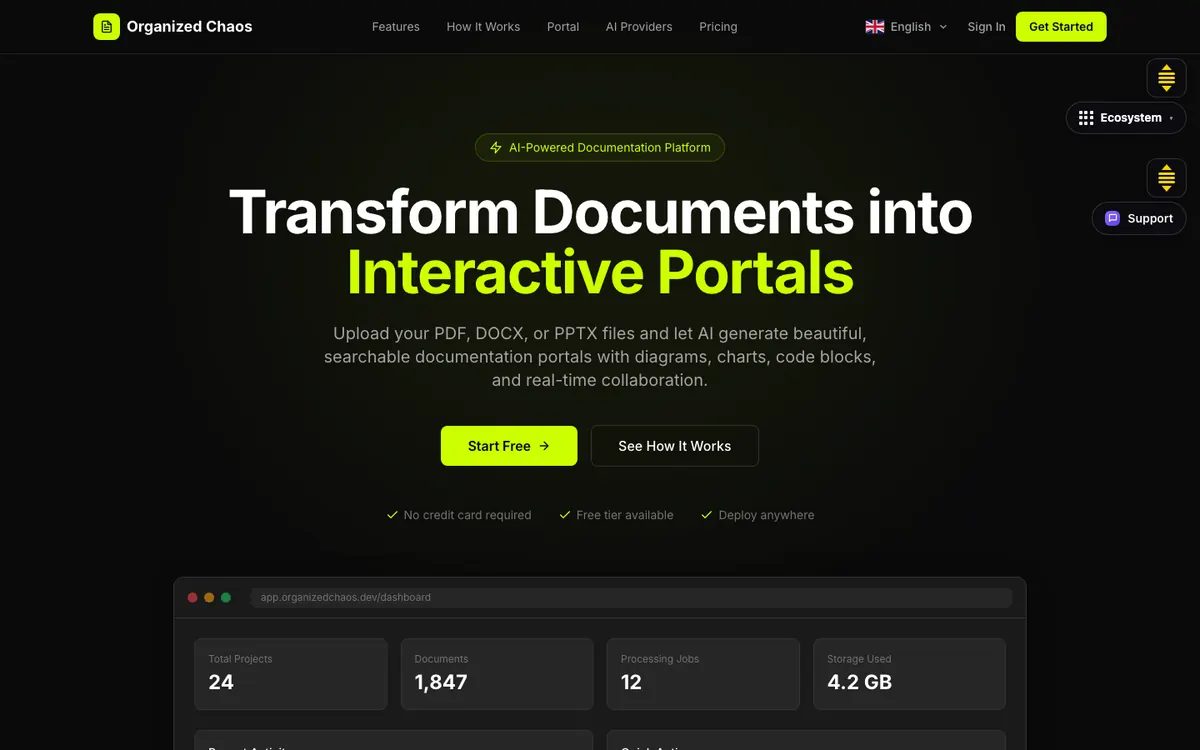 Organized Chaos
Features
How It Works
Portal
AI Providers
Pricing
English
Sign In
Get Started
Ecosystem
Support
AI-Powered Documentation Platform
Transform Documents into
Interactive Portals
Upload your PDF, DOCX, or PPTX files and let AI generate beautiful,
searchable documentation portals with diagrams, charts, code blocks,
and real-time collaboration.
Start Free →
See How It Works
No credit card required
Free tier available
Deploy anywhere
app.organizedchaos.dev/dashboard
Total Projects
24
Documents
1,847
Processing Jobs
12
Storage Used
4.2 GB